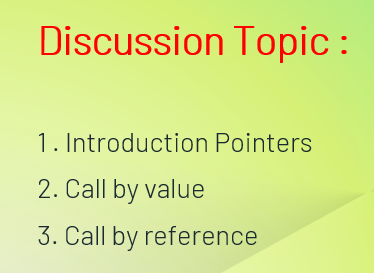 Discussion Topic :
1 . Introduction Pointers
2. Call by value
3. Call by reference